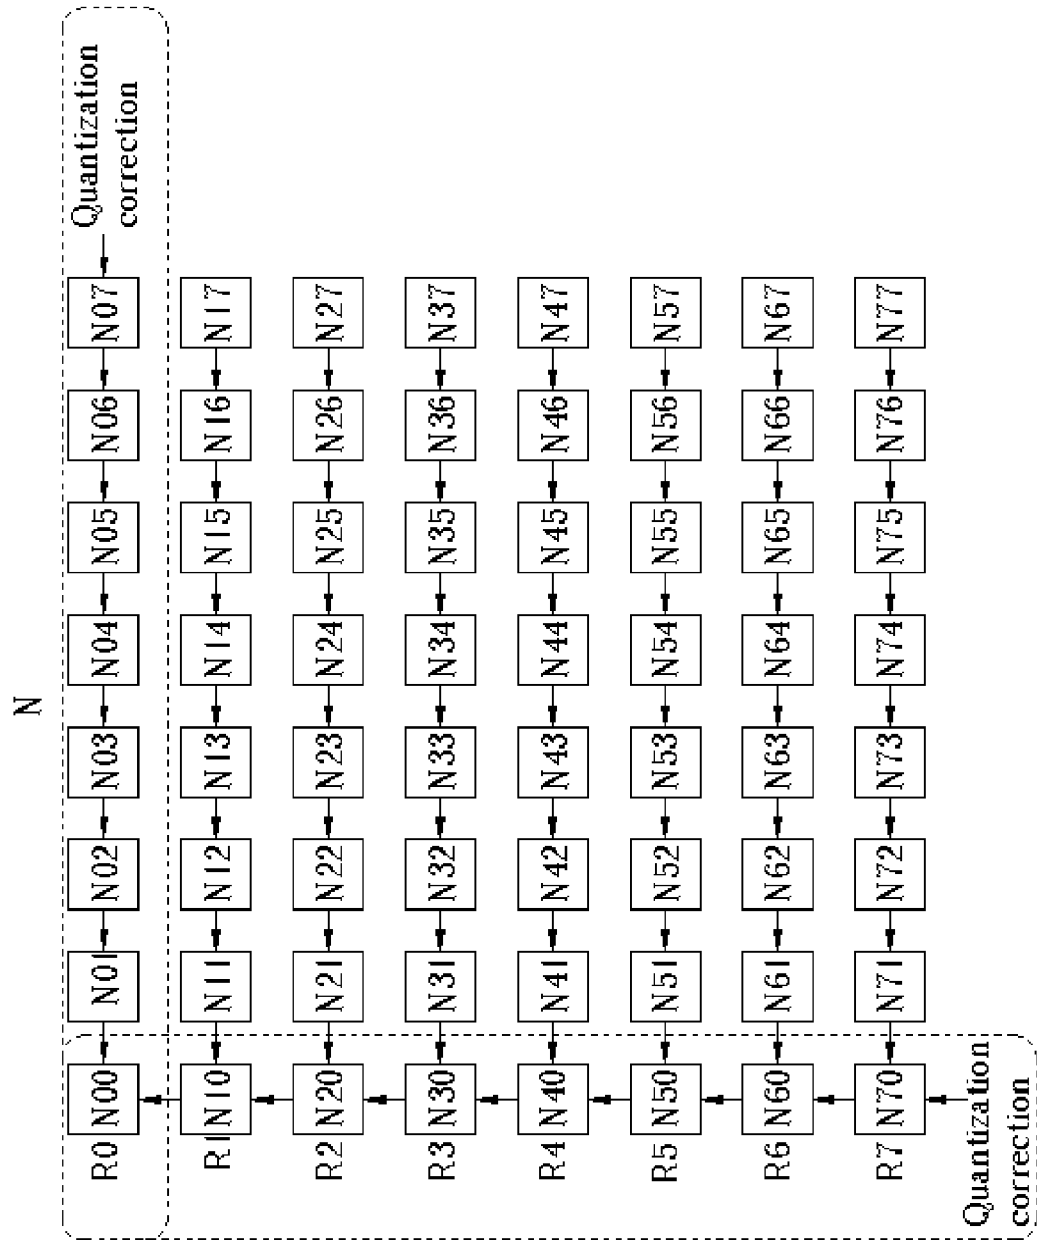 N
R0 N00 N01 N02 N03 N04 N05 N06 N07 Quantization
correction
R1 N10 N11 N12 N13 N14 N15 N16 N17
R2 N20 N21 N22 N23 N24 N25 N26 N27
R3 N30 N31 N32 N33 N34 N35 N36 N37
R4 N40 N41 N42 N43 N44 N45 N46 N47
R5 N50 N51 N52 N53 N54 N55 N56 N57
R6 N60 N61 N62 N63 N64 N65 N66 N67
R7 N70 N71 N72 N73 N74 N75 N76 N77
Quantization
correction